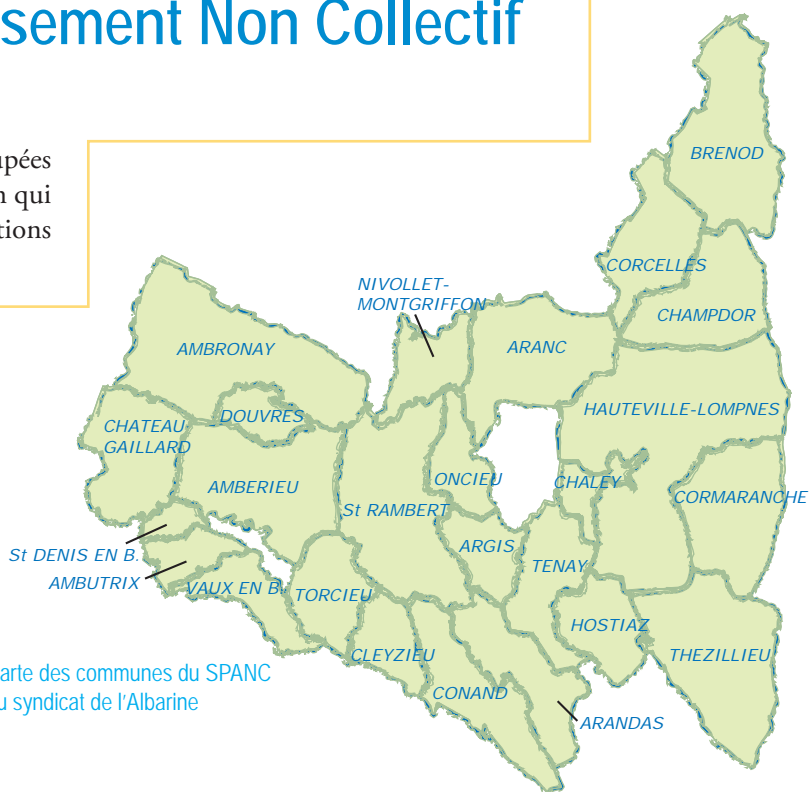 sement Non Collectif
upées
qui
tions
BRENOD
CORCELLES
NIVOLLET-
MONTGRIFFON
CHAMPDOR
AMBRONAY
ARANC
HAUTEVILLE-LOMPNES
DOUVRES
CHATEAU
GAILLARD
ONCIEU
CHALEY
AMBERIEU
CORMARANCHE
St RAMBERT
ARGIS
St DENIS EN B.
TENAY
AMBUTRIX
VAUX EN B.
TORCIEU
HOSTIAZ
CLEYZIEU
THEZILLIEU
arte des communes du SPANC
CONAND
u syndicat de l'Albarine
ARANDAS